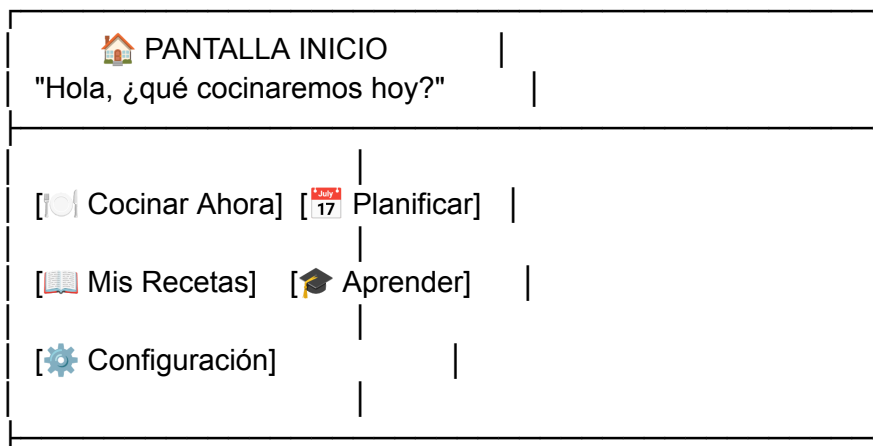 🏠 PANTALLA INICIO
"Hola, ¿qué cocinaremos hoy?"
[🍽️ Cocinar Ahora] [📅 Planificar]
[📖 Mis Recetas] [🎓 Aprender]
[⚙️ Configuración]